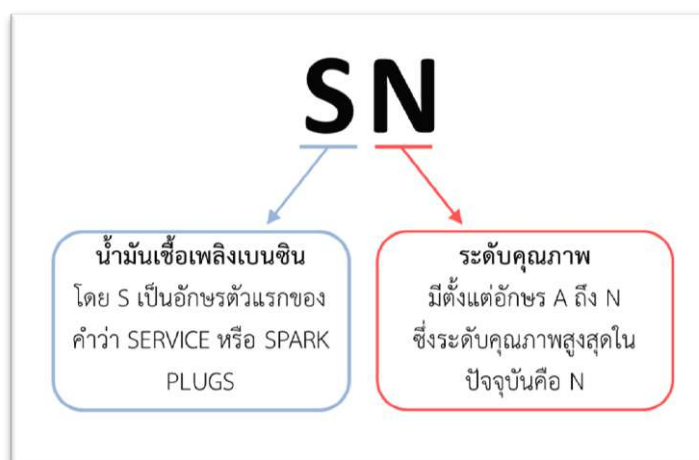 SN
น้ำมันเชื้อเพลิงเบนซิน
โดย S เป็นอักษรตัวแรกของ
คำว่า SERVICE หรือ SPARK
PLUGS
ระดับคุณภาพ
มีตั้งแต่อักษร A ถึง N
ซึ่งระดับคุณภาพสูงสุดใน
ปัจจุบันคือ N